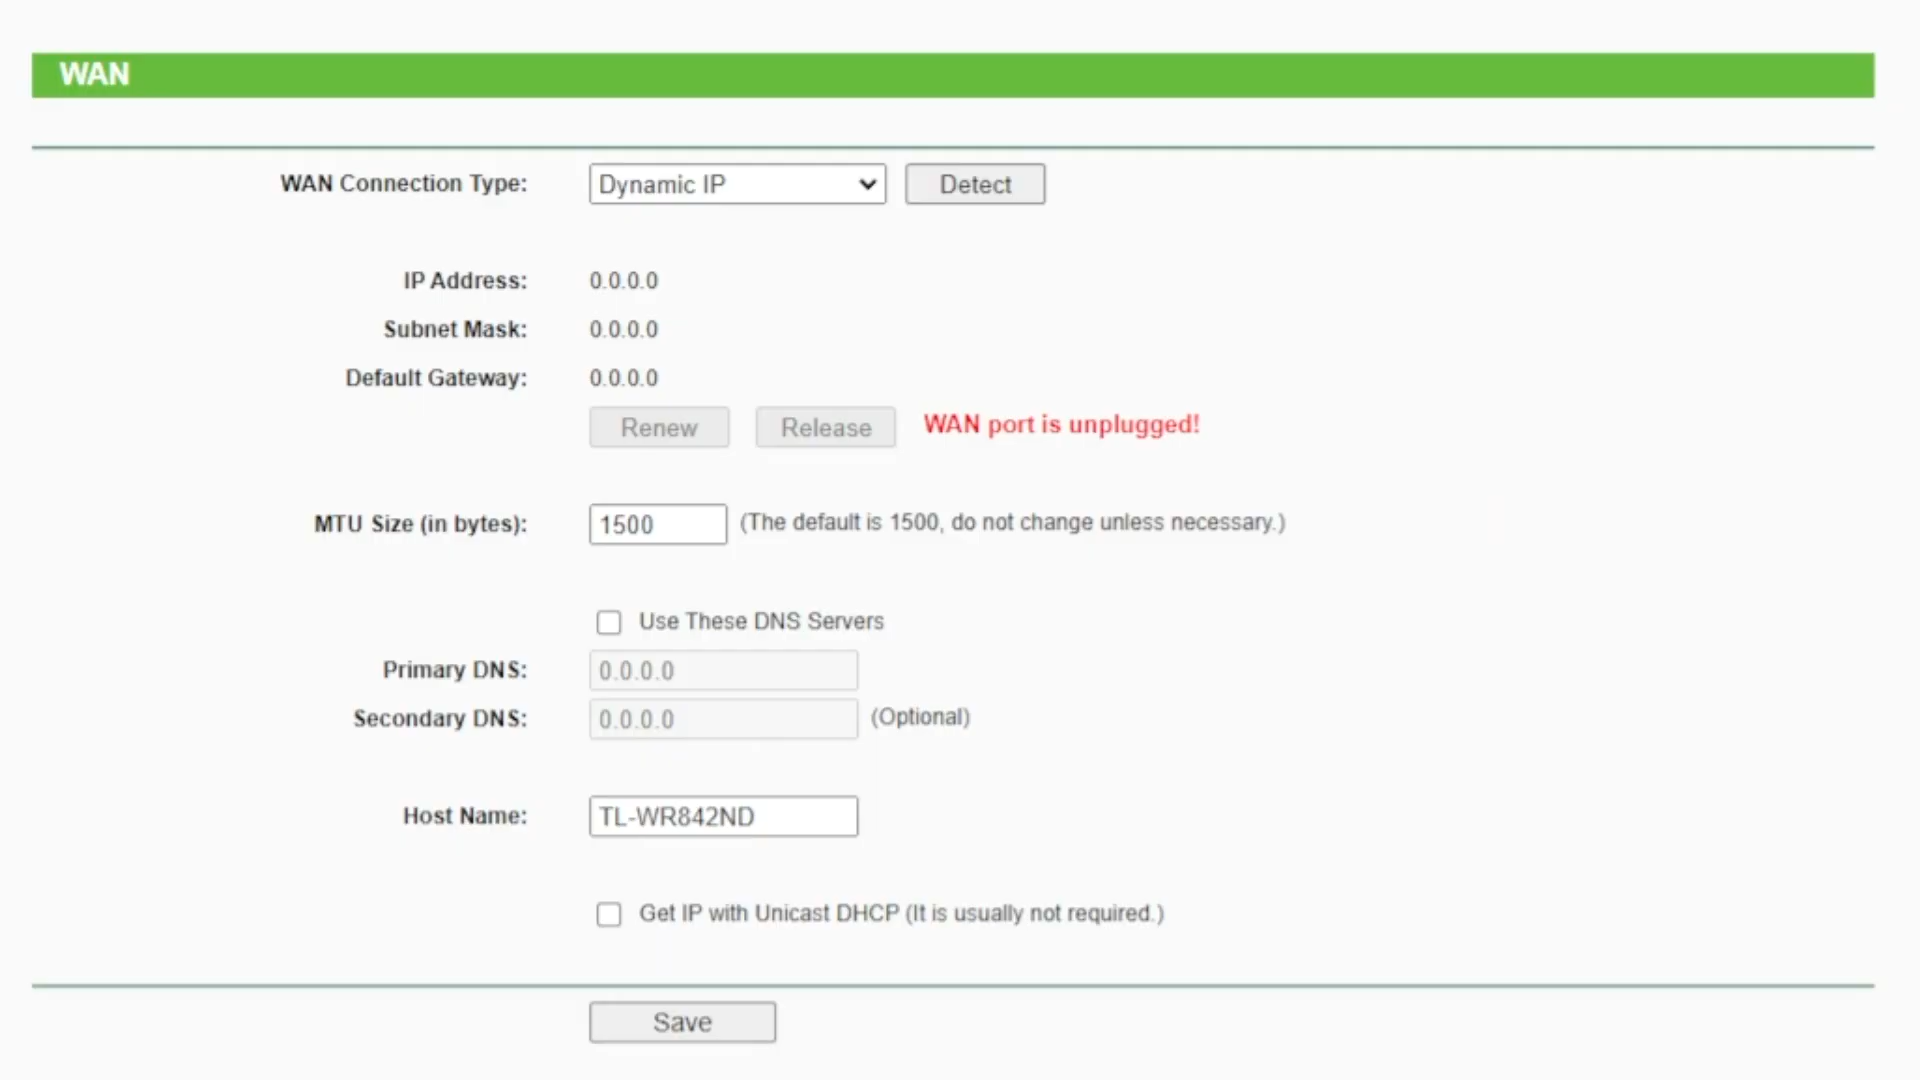 WAN
WAN Connection Type: Dynamic IP Detect
IP Address: 0.0.0.0
Subnet Mask: 0.0.0.0
Default Gateway: 0.0.0.0
Renew Release WAN port is unplugged!
MTU Size (in bytes): 1500 (The default is 1500, do not change unless necessary.)
Use These DNS Servers
Primary DNS: 0.0.0.0
Secondary DNS: 0.0.0.0 (Optional)
Host Name: TL-WR842ND
Get IP with Unicast DHCP (It is usually not required.)
Save